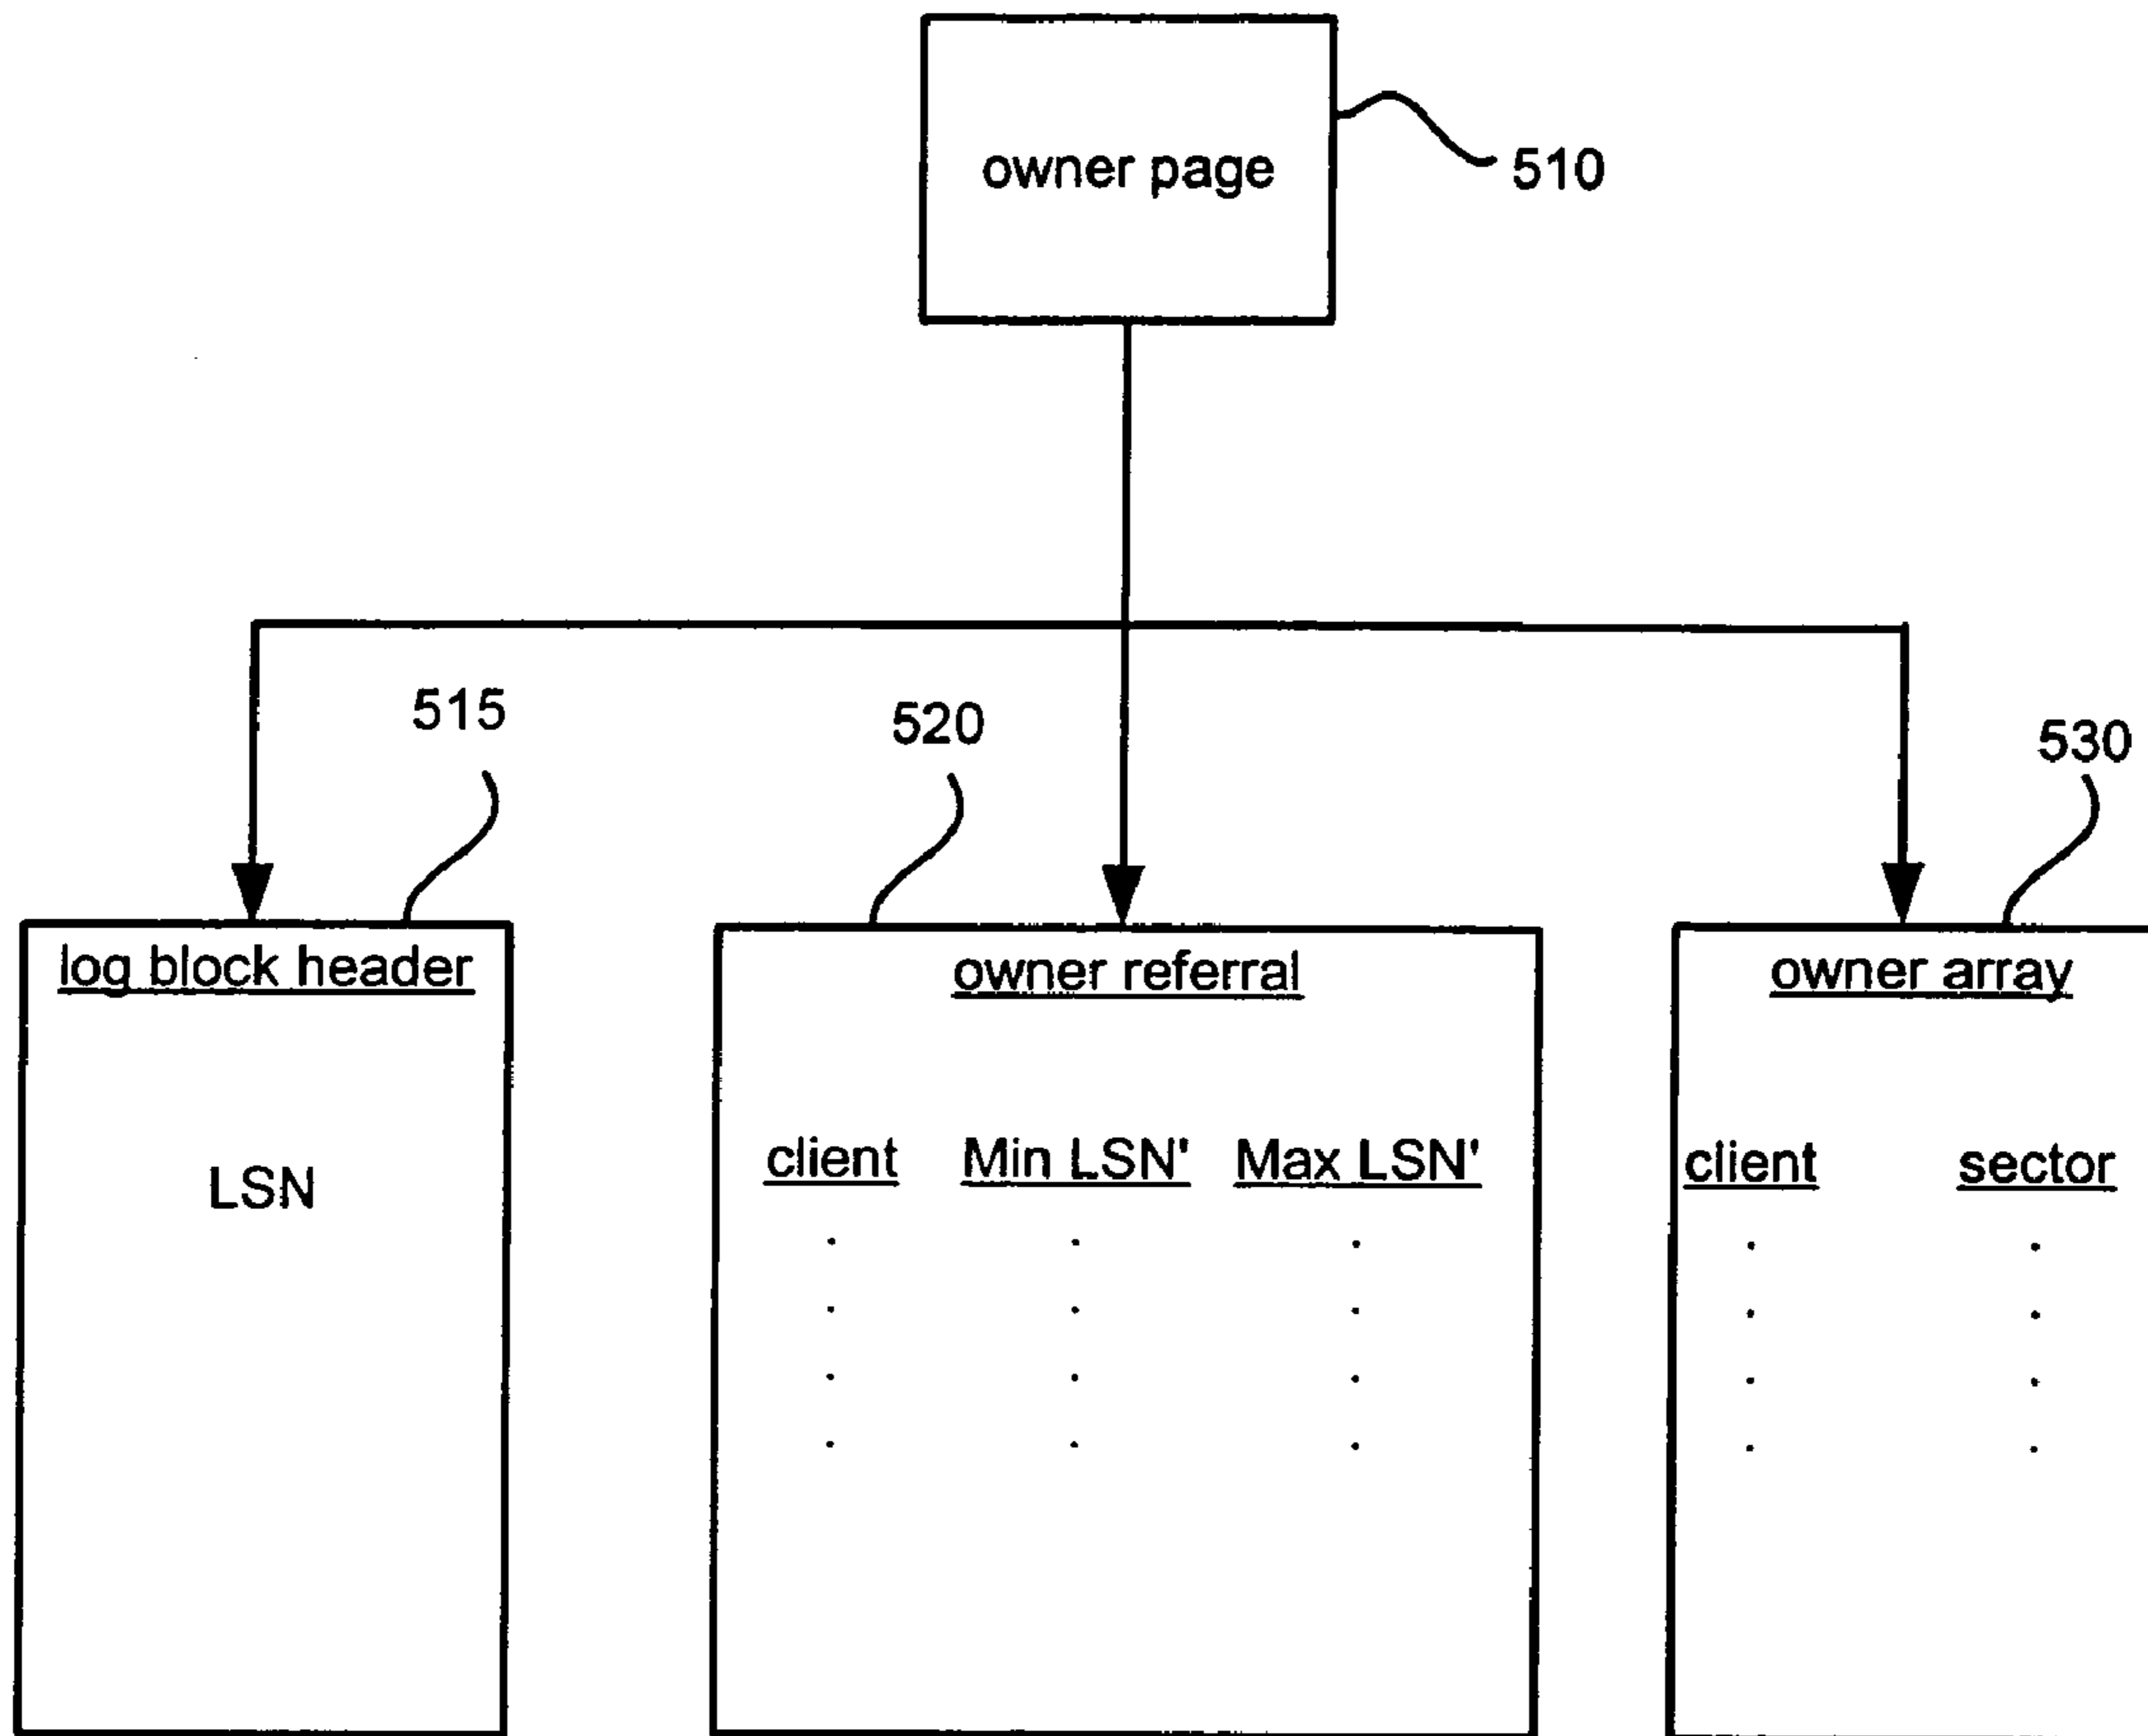 owner page
510
515
520
530
log block header
LSN
owner referral
client Min LSN' Max LSN'
owner array
client sector